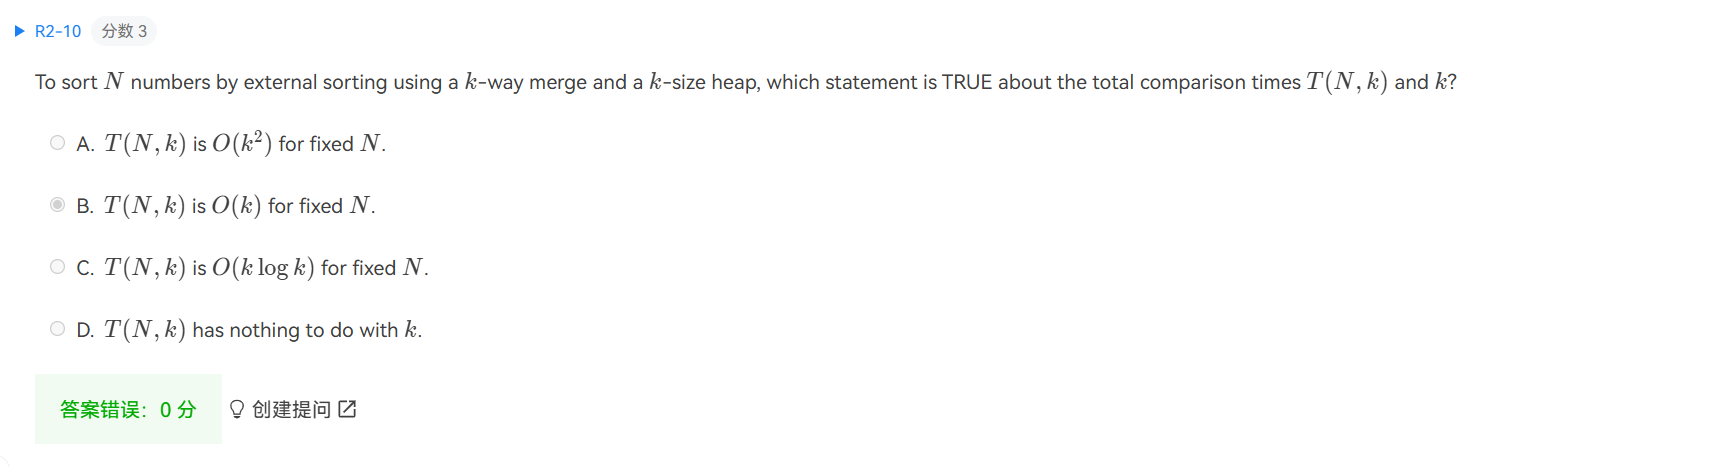 R2-10 分数 3
To sort N numbers by external sorting using a k-way merge and a k-size heap, which statement is TRUE about the total comparison times T(N, k) and k?
A. T(N, k) is O(k²) for fixed N.
B. T(N, k) is O(k) for fixed N.
C. T(N, k) is O(k log k) for fixed N.
D. T(N, k) has nothing to do with k.
答案错误：0 分 创建提问